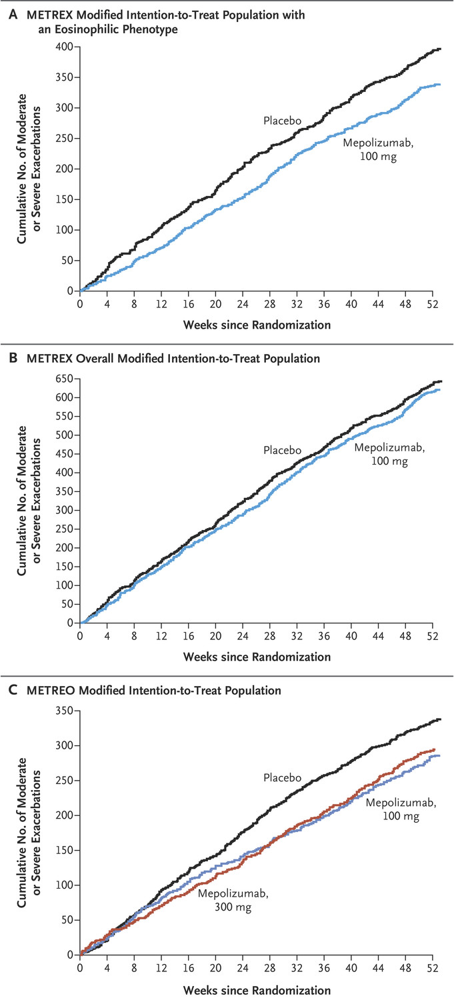 A METREX Modified Intention-to-Treat Population with
an Eosinophilic Phenotype
Cumulative No. of Moderate
or Severe Exacerbations
400
350
300
250
200
150
100
50
0
Placebo
Mepolizumab,
100 mg
0 4 8 12 16 20 24 28 32 36 40 44 48 52
Weeks since Randomization
B METREX Overall Modified Intention-to-Treat Population
Cumulative No. of Moderate
or Severe Exacerbations
650
600
550
500
450
400
350
300
250
200
150
100
50
0
Placebo
Mepolizumab,
100 mg
0 4 8 12 16 20 24 28 32 36 40 44 48 52
Weeks since Randomization
C METREO Modified Intention-to-Treat Population
Cumulative No. of Moderate
or Severe Exacerbations
350
300
250
200
150
100
50
0
Placebo
Mepolizumab,
100 mg
Mepolizumab,
300 mg
0 4 8 12 16 20 24 28 32 36 40 44 48 52
Weeks since Randomization